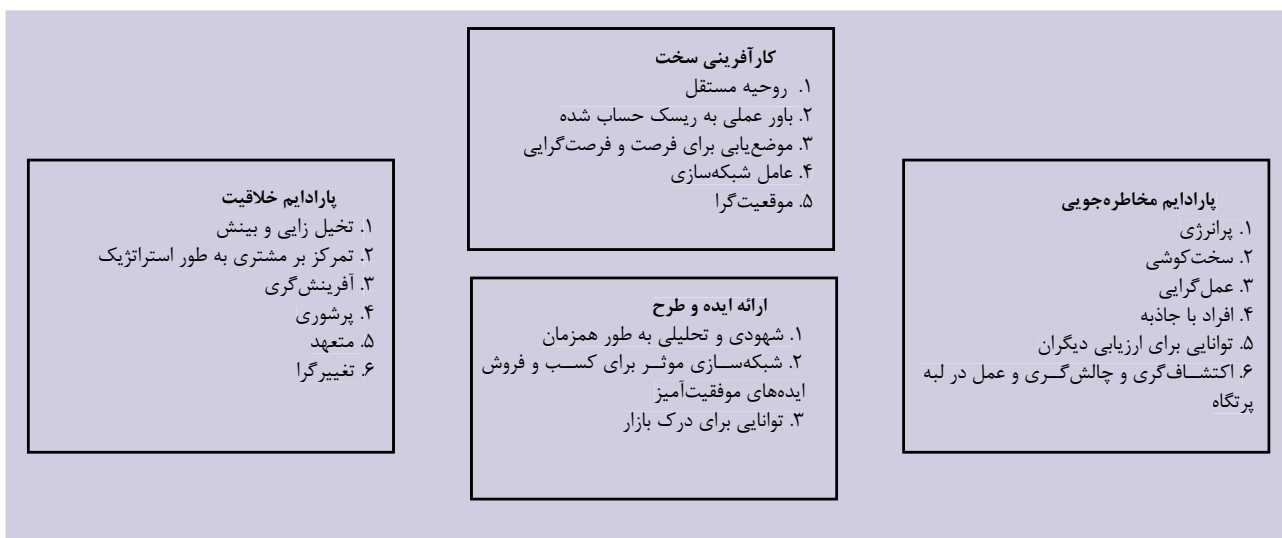 کارآفرینی سخت
۱. روحیه مستقل
۲. باور عملی به ریسک حساب شده
۳. موضع‌یابی برای فرصت و فرصت‌گرایی
۴. عامل شبکه‌سازی
۵. موقعیت‌گرا
پارادایم مخاطره‌جویی
۱. پرانرژی
۲. سخت‌کوشی
۳. عمل‌گرایی
۴. افراد با جاذبه
۵. توانایی برای ارزیابی دیگران
۶. اکتشــاف‌گری و چالش‌گــری و عمل در لبه
پرتگاه
ارائه ایده و طرح
۱. شهودی و تحلیلی به طور همزمان
۲. شبکه‌ســازی موثــر برای کســب و فروش
ایده‌های موفقیت‌آمیز
۳. توانایی برای درک بازار
پارادایم خلاقیت
۱. تخیل زایی و بینش
۲. تمرکز بر مشتری به طور استراتژیک
۳. آفرینش‌گری
۴. پرشوری
۵. متعهد
۶. تغییرگرا